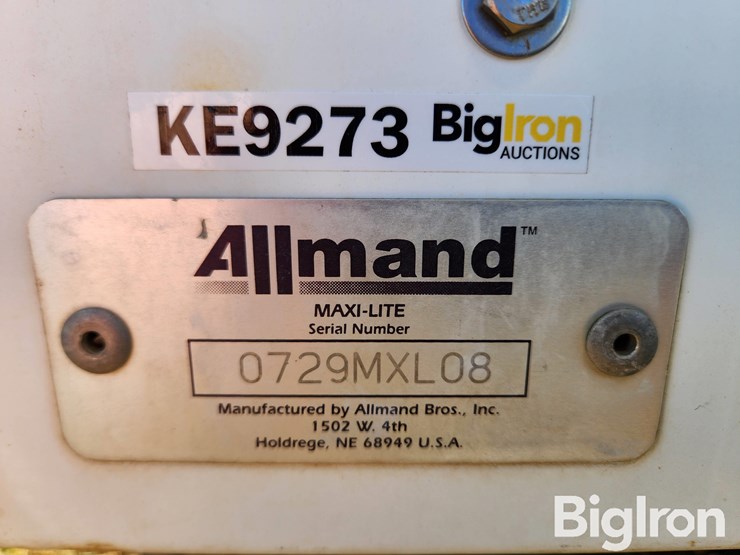 KE9273 BigIron
AUCTIONS
Allmand™
MAXI-LITE
Serial Number
0729MXL08
Manufactured by Allmand Bros., Inc.
1502 W. 4th
Holdrege, NE 68949 U.S.A.
BigIron